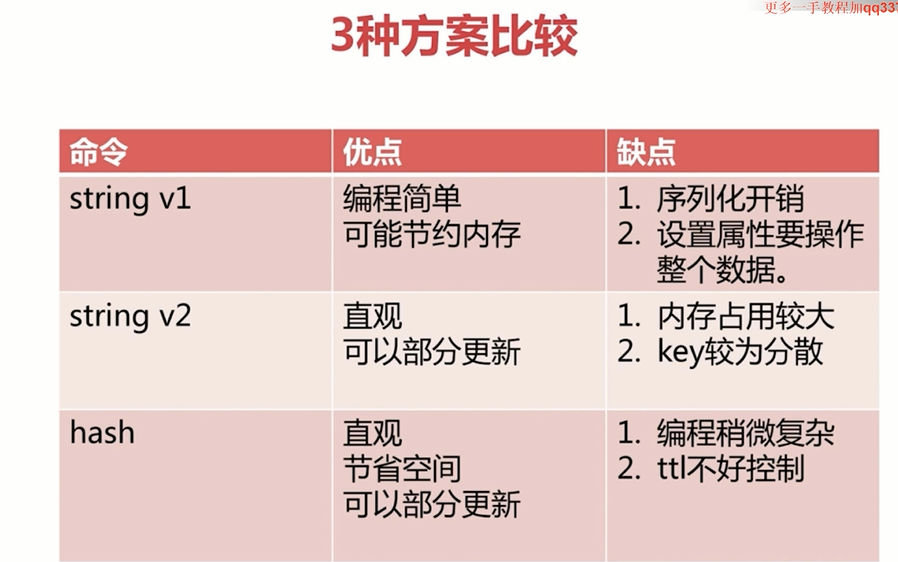 更多一手教程加qq337
3种方案比较
命令 优点 缺点
string v1
编程简单
可能节约内存
1. 序列化开销
2. 设置属性要操作
整个数据。
string v2
直观
可以部分更新
1. 内存占用较大
2. key较为分散
hash
直观
节省空间
可以部分更新
1. 编程稍微复杂
2. ttl不好控制